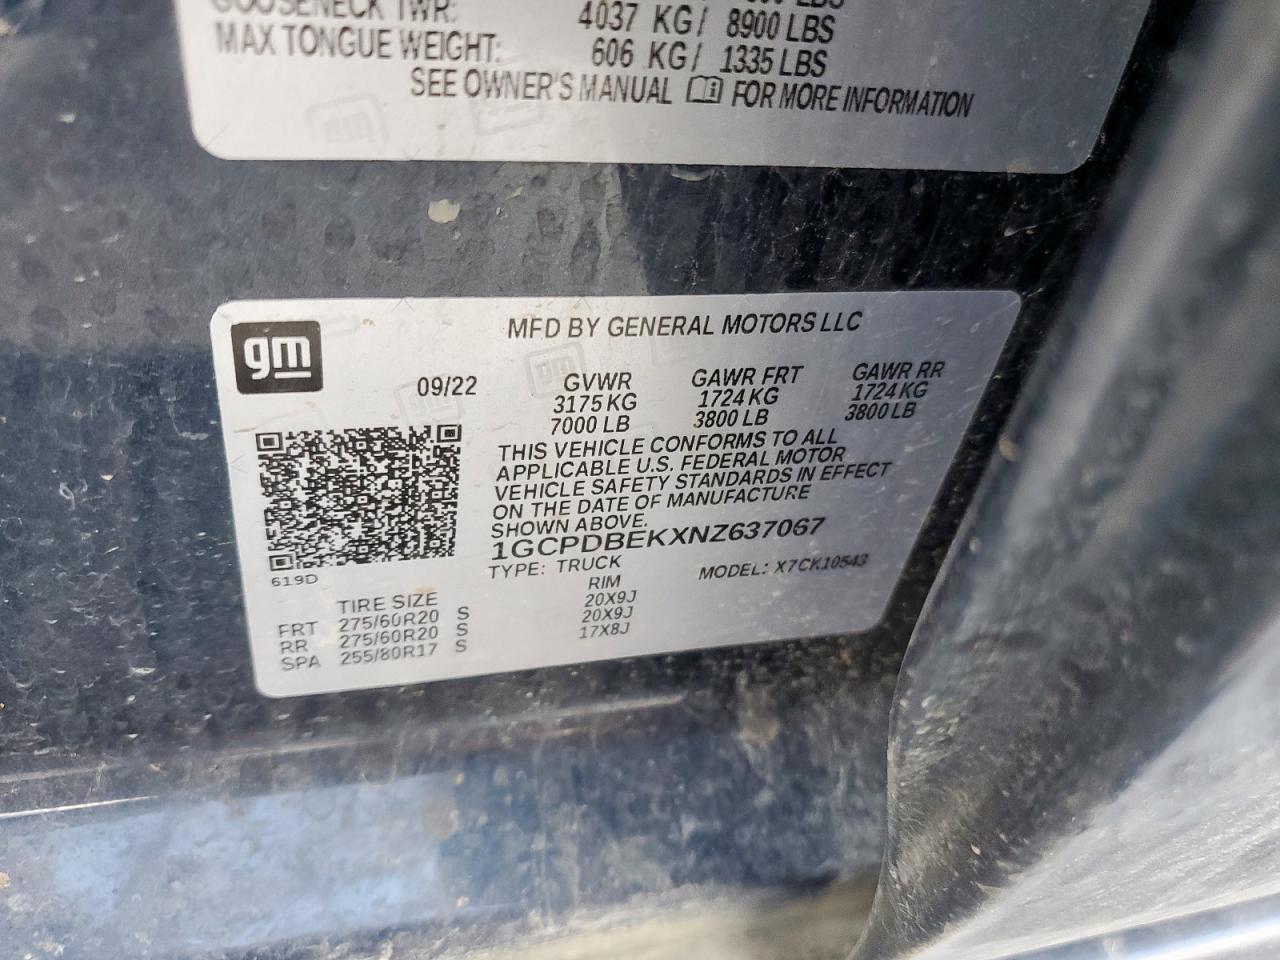 GOOSENECK TWR: 4037 KG/ 8900 LBS
MAX TONGUE WEIGHT: 606 KG/ 1335 LBS
SEE OWNER'S MANUAL FOR MORE INFORMATION
gm
MFD BY GENERAL MOTORS LLC
09/22 GVWR GAWR FRT GAWR RR
3175 KG 1724 KG 1724 KG
7000 LB 3800 LB 3800 LB
THIS VEHICLE CONFORMS TO ALL
APPLICABLE U.S. FEDERAL MOTOR
VEHICLE SAFETY STANDARDS IN EFFECT
ON THE DATE OF MANUFACTURE
SHOWN ABOVE.
1GCPDBEKXNZ637067
619D
TYPE: TRUCK MODEL: X7CK10543
TIRE SIZE RIM
FRT 275/60R20 S 20X9J
RR 275/60R20 S 20X9J
SPA 255/80R17 S 17X8J